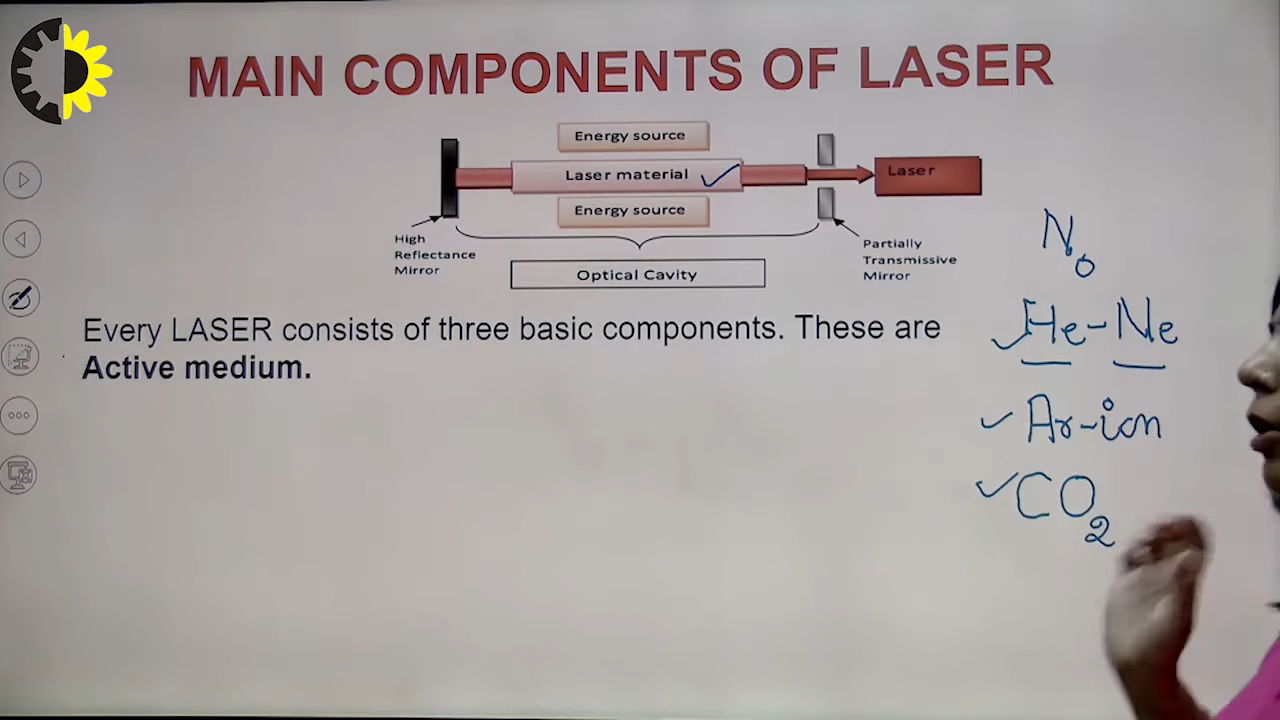 MAIN COMPONENTS OF LASER
Energy source
Laser material
Laser
Energy source
High
Reflectance
Mirror
Partially
Transmissive
Mirror
Optical Cavity
Every LASER consists of three basic components. These are
Active medium.
N₀
He-Ne
Ar-ion
CO₂